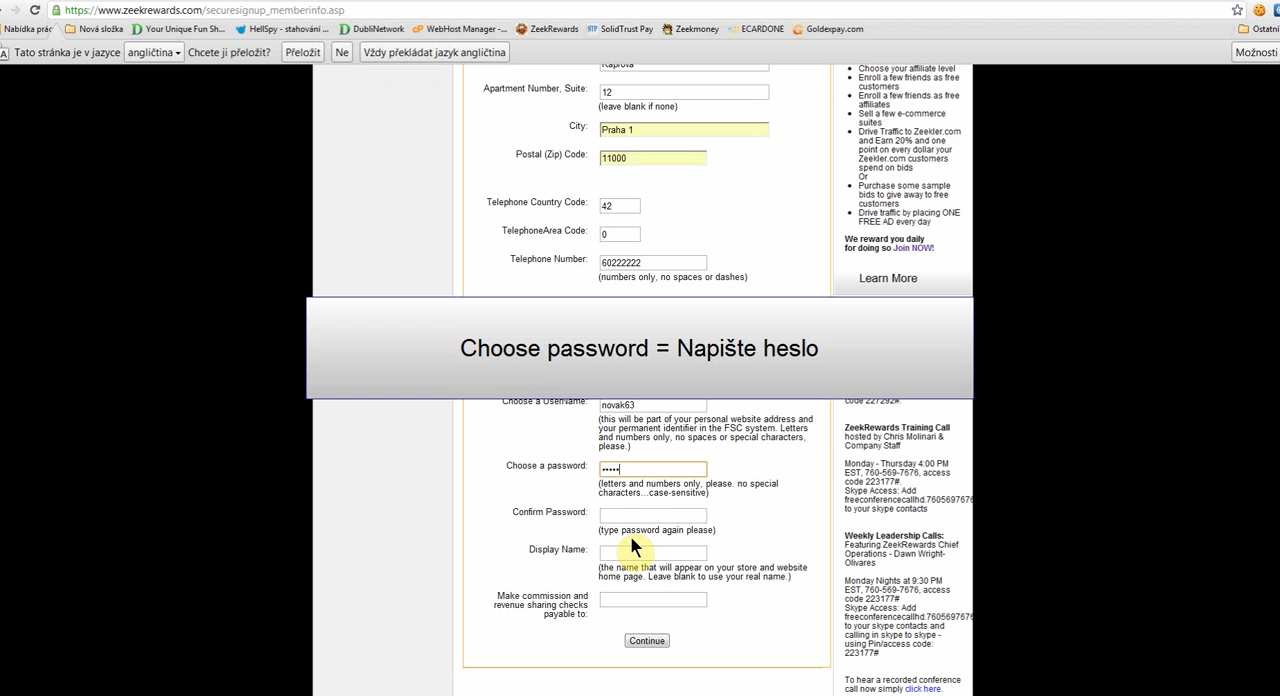 https://www.zeekrewards.com/securesignup_memberinfo.asp
Nabídka prác
Nová složka
Your Unique Fun Sh...
HellSpy - stahování ...
DubliNetwork
WebHost Manager -...
ZeekRewards
SolidTrust Pay
Zeekmoney
ECARDONE
Goldexpay.com
Ostatní
Tato stránka je v jazyce angličtina Chcete ji přeložit? Přeložit Ne Vždy překládat jazyk angličtina Možnosti
Kaprova
Apartment Number, Suite: 12
(leave blank if none)
City: Praha 1
Postal (Zip) Code: 11000
Telephone Country Code: 42
TelephoneArea Code: 0
Telephone Number: 60222222
(numbers only, no spaces or dashes)
Choose password = Napište heslo
Choose a UserName: novak63
(this will be part of your personal website address and
your permanent identifier in the FSC system. Letters
and numbers only, no spaces or special characters,
please.)
Choose a password: •••••
(letters and numbers only, please. no special
characters...case-sensitive)
Confirm Password:
(type password again please)
Display Name:
(the name that will appear on your store and website
home page. Leave blank to use your real name.)
Make commission and
revenue sharing checks
payable to:
Continue
• Choose your affiliate level
• Enroll a few friends as free
customers
• Enroll a few friends as free
affiliates
• Sell a few e-commerce
suites
• Drive Traffic to Zeekler.com
and Earn 20% and one
point on every dollar your
Zeekler.com customers
spend on bids
Or
• Purchase some sample
bids to give away to free
customers
• Drive traffic by placing ONE
FREE AD every day
We reward you daily
for doing so Join NOW!
Learn More
code 227292#.
ZeekRewards Training Call
hosted by Chris Molinari &
Company Staff
Monday - Thursday 4:00 PM
EST, 760-569-7676, access
code 223177#.
Skype Access: Add
freeconferencecallhd.7605697676
to your skype contacts
Weekly Leadership Calls:
Featuring ZeekRewards Chief
Operations - Dawn Wright-
Olivares
Monday Nights at 9:30 PM
EST, 760-569-7676, access
code 223177#
Skype Access: Add
freeconferencecallhd.7605697676
to your skype contacts and
calling in skype to skype -
using Pin/access code:
223177#
To hear a recorded conference
call now simply click here.